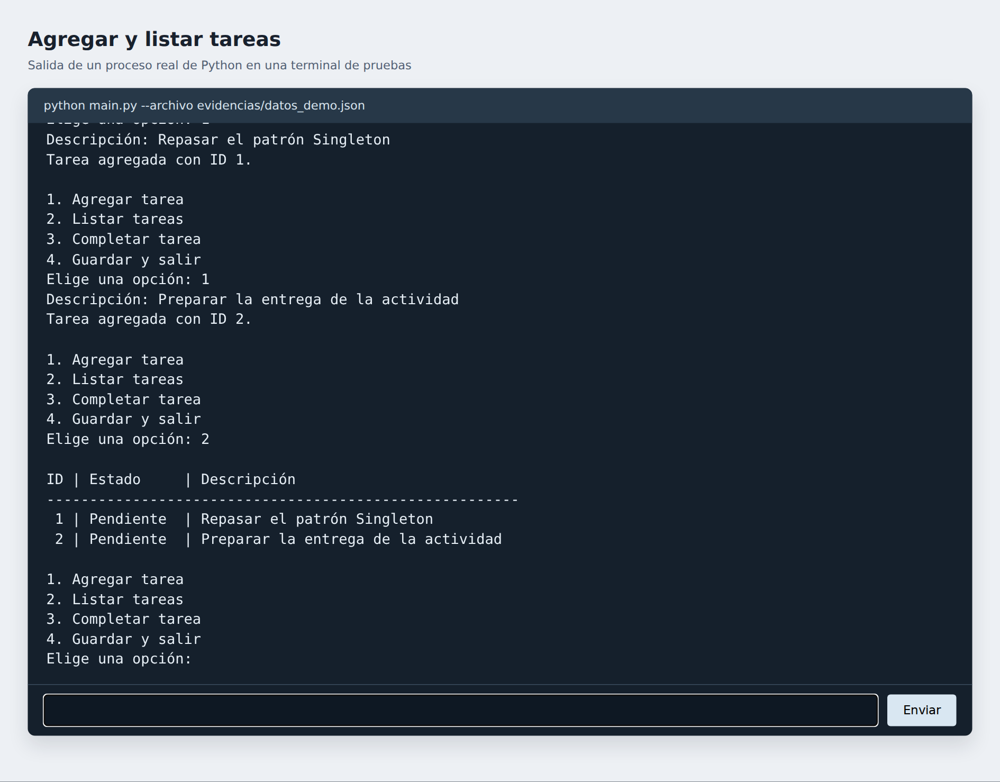 Agregar y listar tareas
Salida de un proceso real de Python en una terminal de pruebas
python main.py --archivo evidencias/datos_demo.json
Elige una opción: 1
Descripción: Repasar el patrón Singleton
Tarea agregada con ID 1.
1. Agregar tarea
2. Listar tareas
3. Completar tarea
4. Guardar y salir
Elige una opción: 1
Descripción: Preparar la entrega de la actividad
Tarea agregada con ID 2.
1. Agregar tarea
2. Listar tareas
3. Completar tarea
4. Guardar y salir
Elige una opción: 2
ID | Estado     | Descripción
-------------------------------------------------------
 1 | Pendiente  | Repasar el patrón Singleton
 2 | Pendiente  | Preparar la entrega de la actividad
1. Agregar tarea
2. Listar tareas
3. Completar tarea
4. Guardar y salir
Elige una opción:
Enviar